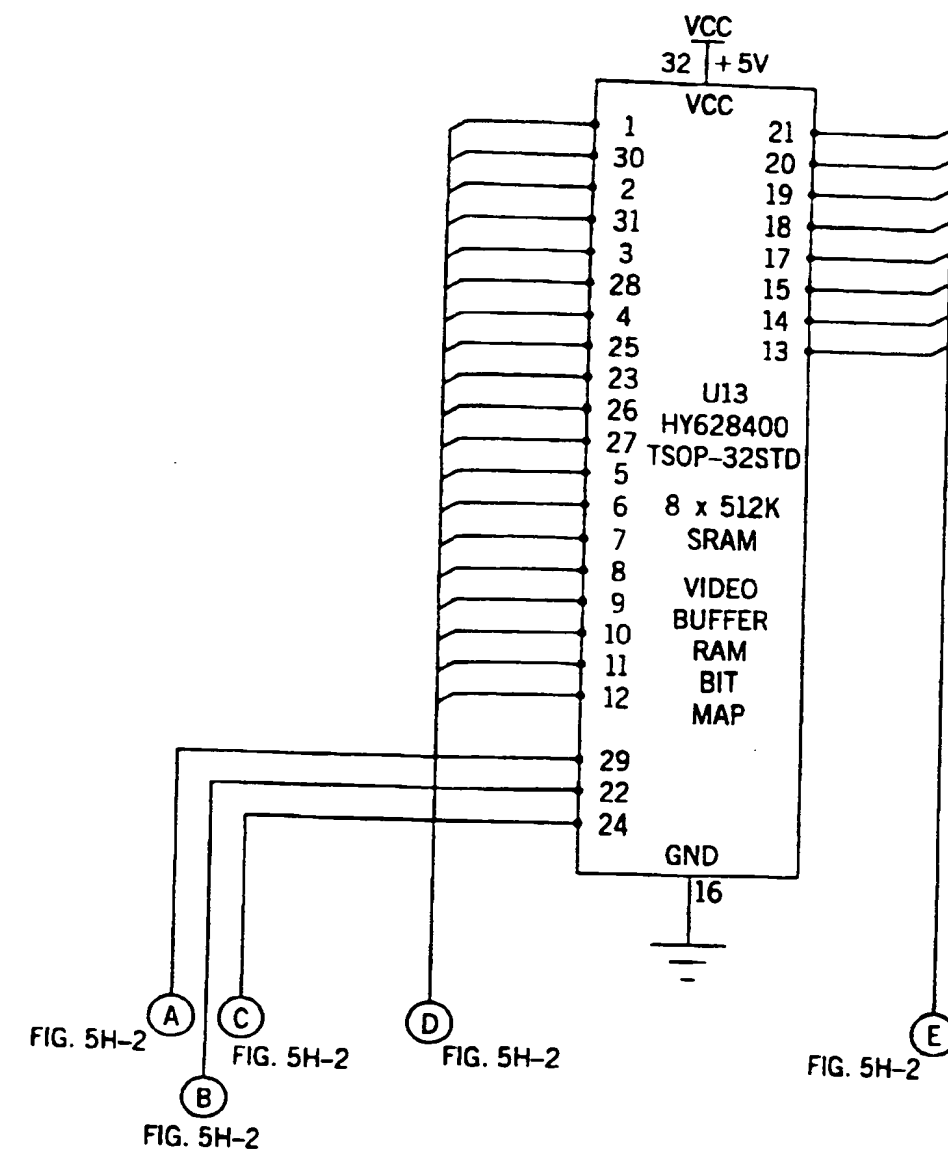 VCC
32 +5V
VCC
1 21
30 20
2 19
31 18
3 17
28 15
4 14
25 13
23
26
27
5
6
7
8
9
10
11
12
U13
HY628400
TSOP-32STD
8 x 512K
SRAM
VIDEO
BUFFER
RAM
BIT
MAP
29
22
24
GND
16
A
FIG. 5H-2
B
FIG. 5H-2
C
FIG. 5H-2
D
FIG. 5H-2
E
FIG. 5H-2